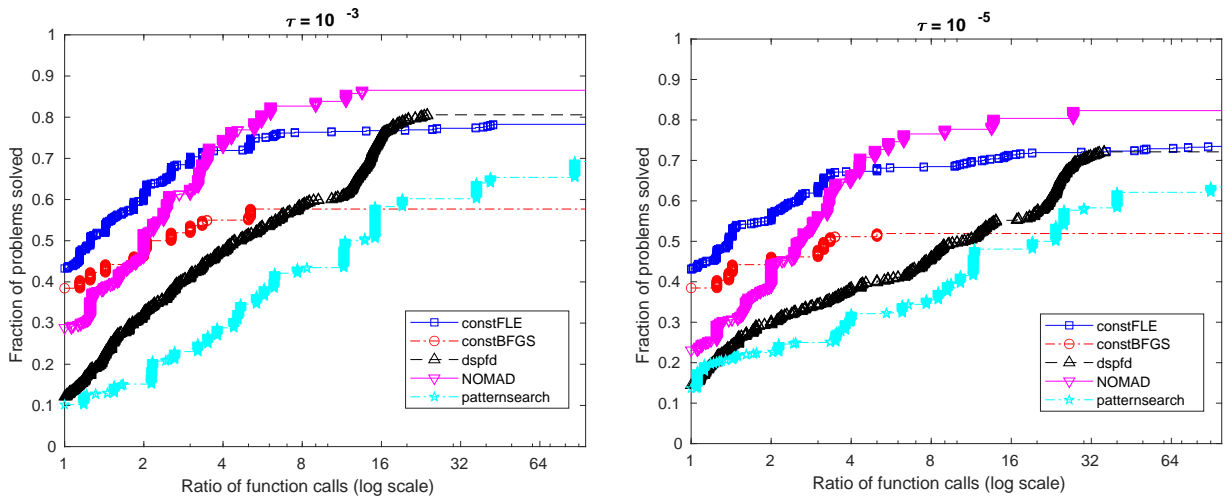 τ = 10 -3
Fraction of problems solved
1
0.9
0.8
0.7
0.6
0.5
0.4
0.3
0.2
0.1
0
constFLE
constBFGS
dspfd
NOMAD
patternsearch
1 2 4 8 16 32 64
Ratio of function calls (log scale)
τ = 10 -5
Fraction of problems solved
1
0.9
0.8
0.7
0.6
0.5
0.4
0.3
0.2
0.1
0
constFLE
constBFGS
dspfd
NOMAD
patternsearch
1 2 4 8 16 32 64
Ratio of function calls (log scale)